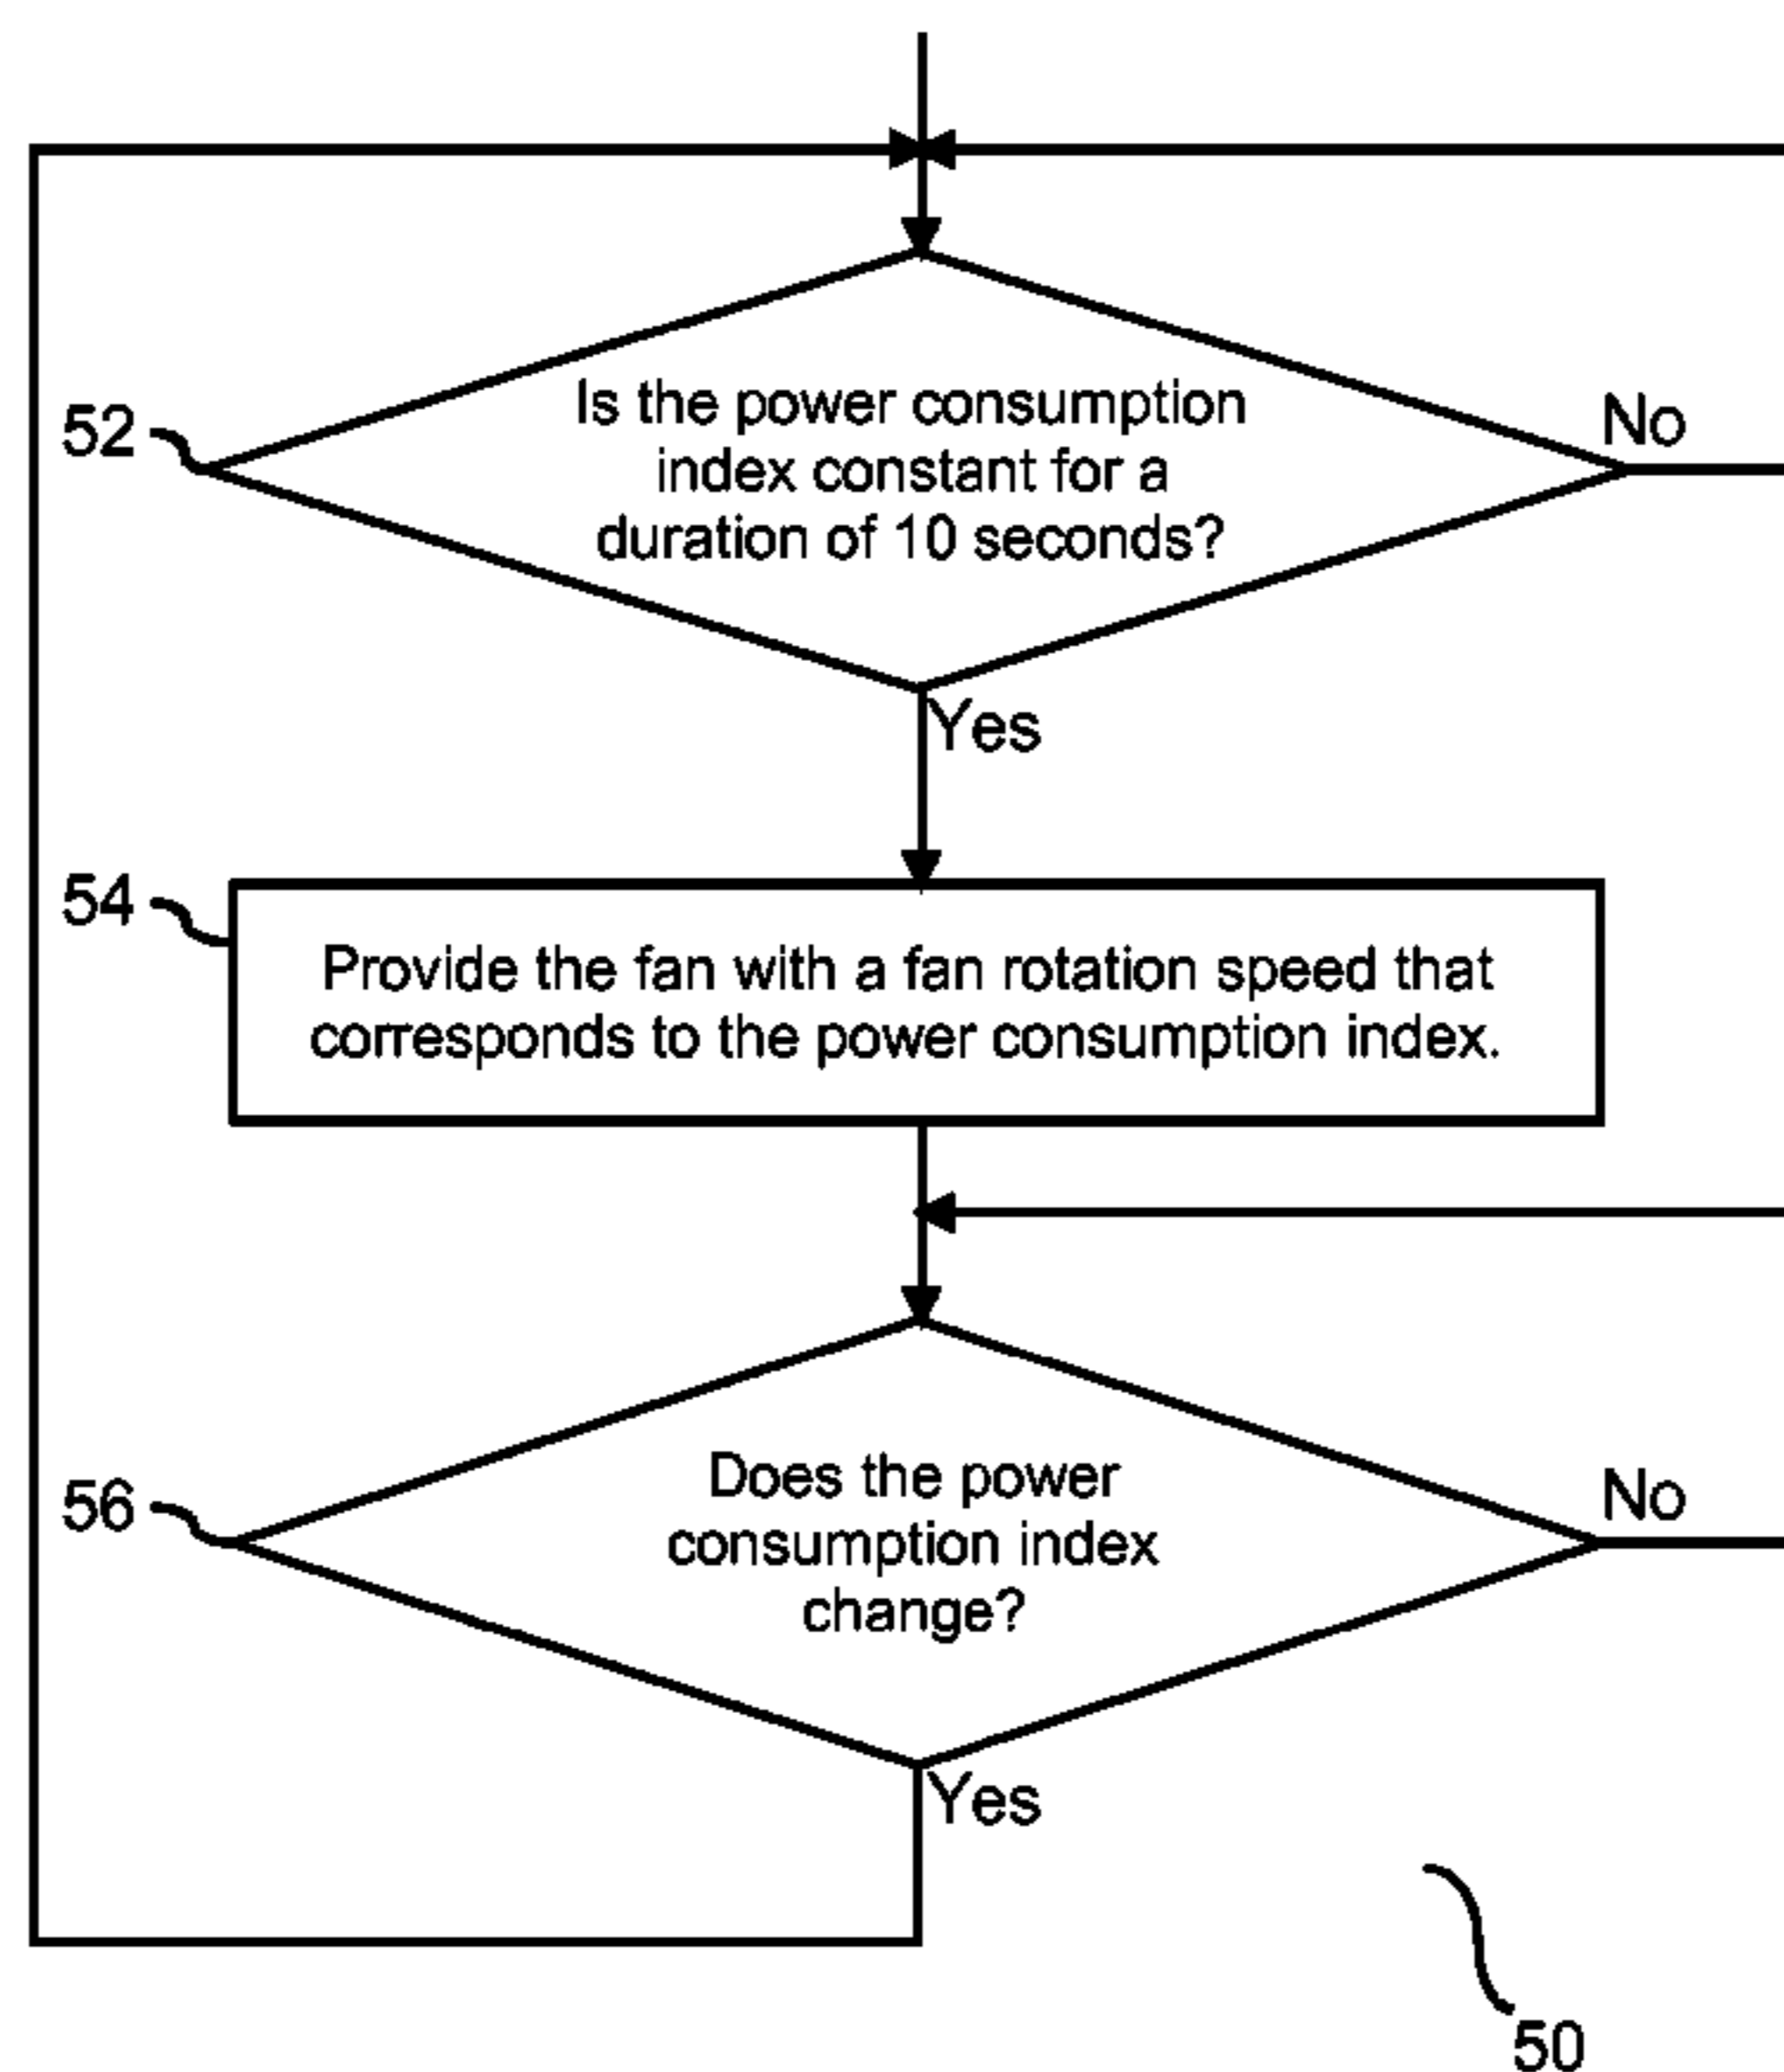 52
Is the power consumption
index constant for a
duration of 10 seconds?
No
Yes
54
Provide the fan with a fan rotation speed that
corresponds to the power consumption index.
56
Does the power
consumption index
change?
No
Yes
50